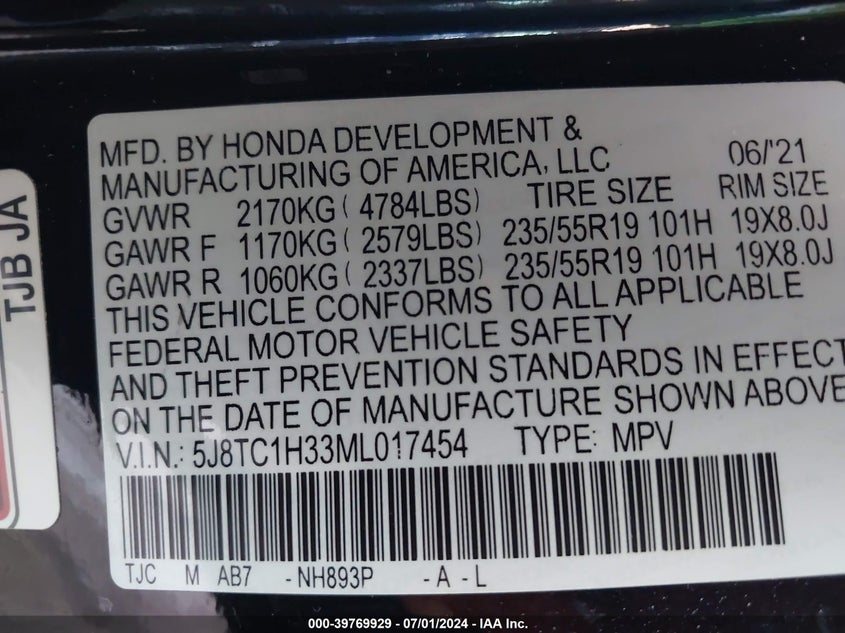 MFD. BY HONDA DEVELOPMENT &
MANUFACTURING OF AMERICA, LLC 06/'21
GVWR 2170KG ( 4784LBS) TIRE SIZE RIM SIZE
GAWR F 1170KG ( 2579LBS) 235/55R19 101H 19X8.0J
GAWR R 1060KG ( 2337LBS) 235/55R19 101H 19X8.0J
THIS VEHICLE CONFORMS TO ALL APPLICABLE
FEDERAL MOTOR VEHICLE SAFETY
AND THEFT PREVENTION STANDARDS IN EFFECT
ON THE DATE OF MANUFACTURE SHOWN ABOVE
V.I.N.: 5J8TC1H33ML017454 TYPE: MPV
TJC M AB7 -NH893P -A-L
TJB JA
000-39769929 / 07/01/2024 - IAA Inc.